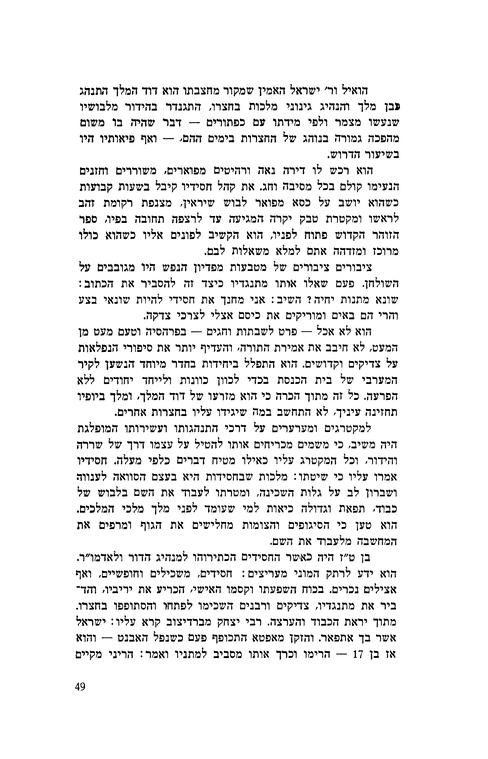 הואיל ור׳ ישראל האמין שמקור מחצבתו הוא דוד המלך התנהג
כבן מלך והנהיג גינוני מלכות בחצרו, התגנדר בהידור מלבושיו
שנעשו מצמר ולפי מידתו עם כפתורים — דבר שהיה בו משום
מהפכה גמורה בנוהג של החצרות בימים ההם, — ואף פיאותיו היו
בשיעור הדרוש.
הוא רכש לו דירה נאה ורהיטים מפוארים, משוררים וחזנים
הנעימו קולם בכל מסיבה וחג. את קהל חסידיו קיבל בשעות קבועות
כשהוא יושב על כסא מפואר לבוש שיראין, מצנפת רקומת זהב
לראשו ומקטרת טבק יקרה המגיעה עד לרצפה תחובה בפיו, ספר
הזוהר הקדוש פתוח לפניו, הוא הקשיב לפונים אליו כשהוא כולו
מרוכז ומזדהה אתם למלא משאלות לבם.
ציבורים ציבורים של מטבעות מפדיון הנפש היו מגובבים על
השולחן. פעם שאלו אותו מתנגדיו כיצד זה להסביר את הכתוב:
שונא מתנות יחיה? השיב: אני מחנך את חסידי להיות שונאי בצע
והרי הם באים ומוריקים את כיסם אצלי לצרכי צדקה.
הוא לא אכל — פרט לשבתות וחגים — בפרהסיה וטעם מעט מן
המעט, לא חיבב את אמירת התורה, והעדיף יותר את סיפורי הנפלאות
על צדיקים וקדושים. הוא התפלל ביחידות בחדר מיוחד הנשען לקיר
המערבי של בית הכנסת בכדי לכוון כוונות ולייחד יחודים ללא
הפרעה. כל זה מתוך הכרה כי הוא מזרעו של דוד המלך, ומלך ביופיו
תחזינה עיניך, לא התחשב במה שיגידו עליו בחצרות אחרים.
למקטרגים ומערערים על דרכי התנהגותו ועשירותו המופלגת
היה משיב, כי משמים מכריחים אותו להטיל על עצמו דרך של שררה
והידור, וכל המקטרג עליו כאילו מטיח דברים כלפי מעלה. חסידיו
אמרו עליו כי שיטתו: מלכות שבחסידות היא בעצם הסוואה לענווה
ושברון לב על גלות השכינה, ומטרתו לעבוד את השם בלבוש של
כבוד, תפאת וגדולה כיאות למי שעומד לפני מלך מלכי המלכים.
הוא טען כי הסיגופים והצומות מחלישים את הגוף ומרפים את
המחשבה מלעבוד את השם.
בן ט״ז היה כאשר החסידים הכתירוהו למנהיג הדור ולאדמו״ר.
הוא ידע לרתק המוני מעריצים: חסידים, משכילים וחופשיים, ואף
אצילים נכרים. בכוח השפעתו וקסמו האישי, הכריע את יריביו, והד־
ביר את מתנגדיו, צדיקים ורבנים השכימו לפתחו והסתופפו בחצרו.
מתוך יראת הכבוד והערצה. רבי יצחק מברדיצוב קרא עליו: ישראל
אשר בך אתפאר. והזקן מאפטא התכופף פעם כשנפל האבנט — והוא
אז בן 17 — הרימו וכרך אותו מסביב למתניו ואמר: הריני מקיים
49